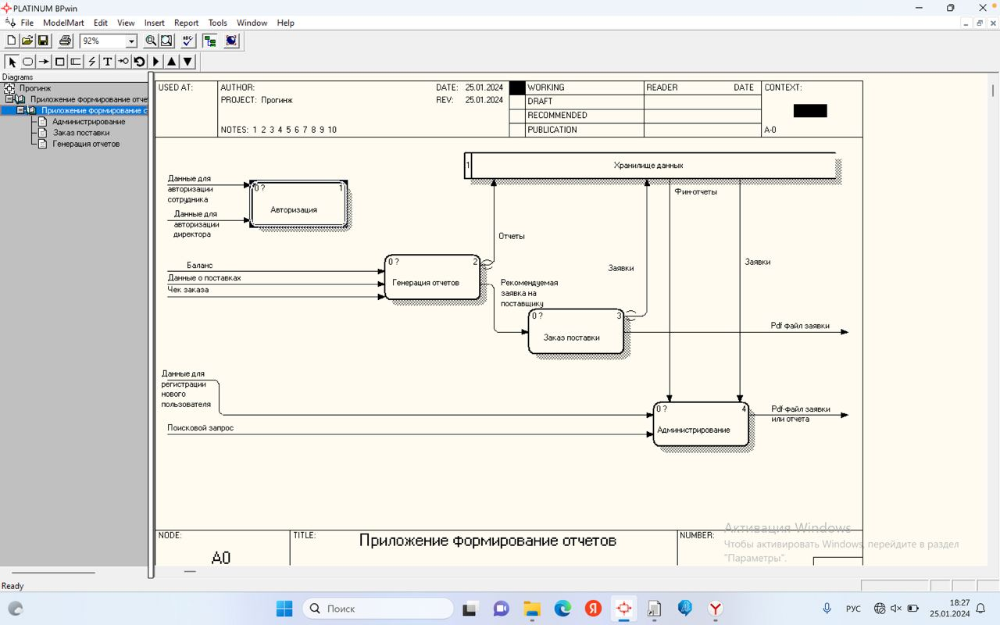 PLATINUM BPwin
File ModelMart Edit View Insert Report Tools Window Help
92%
Diagrams
Прогинж
Приложение формирование отче
Приложение формирование с
Администрирование
Заказ поставки
Генерация отчетов
USED AT:
AUTHOR:
DATE: 25.01.2024
PROJECT: Прогинж
REV: 25.01.2024
NOTES: 1 2 3 4 5 6 7 8 9 10
WORKING
DRAFT
RECOMMENDED
PUBLICATION
READER DATE
CONTEXT:
A-0
1
Хранилище данных
Данные для
авторизации
сотрудника
Данные для
авторизации
директора
0 ? 1
Авторизация
Фин-отчеты
Отчеты
Заявки
Заявки
Баланс
Данные о поставках
Чек заказа
0 ? 2
Генерация отчетов
Рекомендуемая
заявка на
поставщику
0 ? 3
Заказ поставки
Pdf файл заявки
Данные для
регистрации
нового
пользователя
Поисковой запрос
0 ? 4
Администрирование
Pdf-файл заявки
или отчета
NODE:
A0
TITLE:
Приложение формирование отчетов
NUMBER:
Активация Windows
Чтобы активировать Windows, перейдите в раздел
"Параметры".
Ready
Поиск
РУС
18:27
25.01.2024